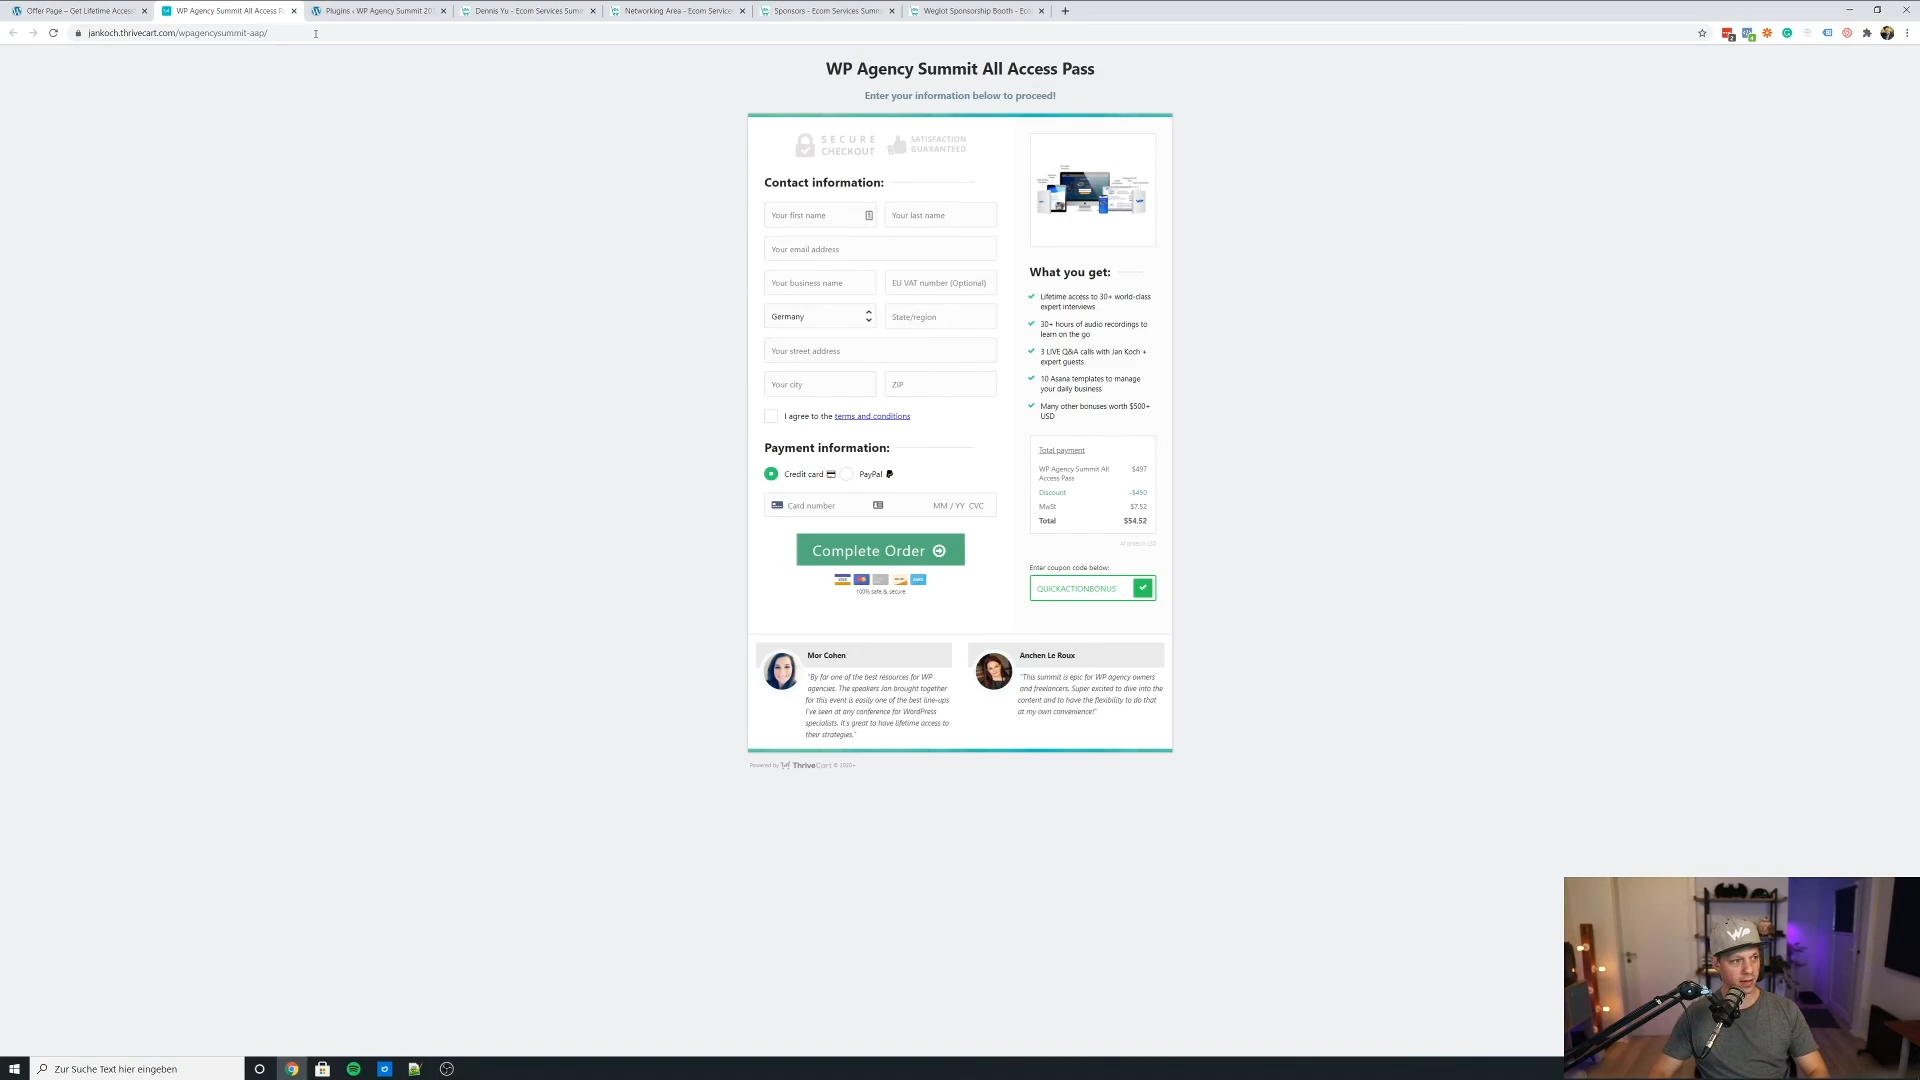 Offer Page – Get Lifetime Access
WP Agency Summit All Access Pa
Plugins ‹ WP Agency Summit 20
Dennis Yu - Ecom Services Summ
Networking Area - Ecom Service
Sponsors - Ecom Services Summ
Weglot Sponsorship Booth - Eco
jankoch.thrivecart.com/wpagencysummit-aap/
WP Agency Summit All Access Pass
Enter your information below to proceed!
SECURE
CHECKOUT
SATISFACTION
GUARANTEED
Contact information:
Your first name
Your last name
Your email address
Your business name
EU VAT number (Optional)
Germany
State/region
Your street address
Your city
ZIP
I agree to the terms and conditions
Payment information:
Credit card
PayPal
Card number
MM / YY CVC
Complete Order
100% safe & secure
What you get:
Lifetime access to 30+ world-class
expert interviews
30+ hours of audio recordings to
learn on the go
3 LIVE Q&A calls with Jan Koch +
expert guests
10 Asana templates to manage
your daily business
Many other bonuses worth $500+
USD
Total payment
WP Agency Summit All
Access Pass
$497
Discount -$450
MwSt $7.52
Total $54.52
All prices in USD
Enter coupon code below:
QUICKACTIONBONUS
Mor Cohen
"By far one of the best resources for WP
agencies. The speakers Jan brought together
for this event is easily one of the best line-ups
I've seen at any conference for WordPress
specialists. It's great to have lifetime access to
their strategies."
Anchen Le Roux
"This summit is epic for WP agency owners
and freelancers. Super excited to dive into the
content and to have the flexibility to do that
at my own convenience!"
Powered by ThriveCart © 2020+
WP
Zur Suche Text hier eingeben